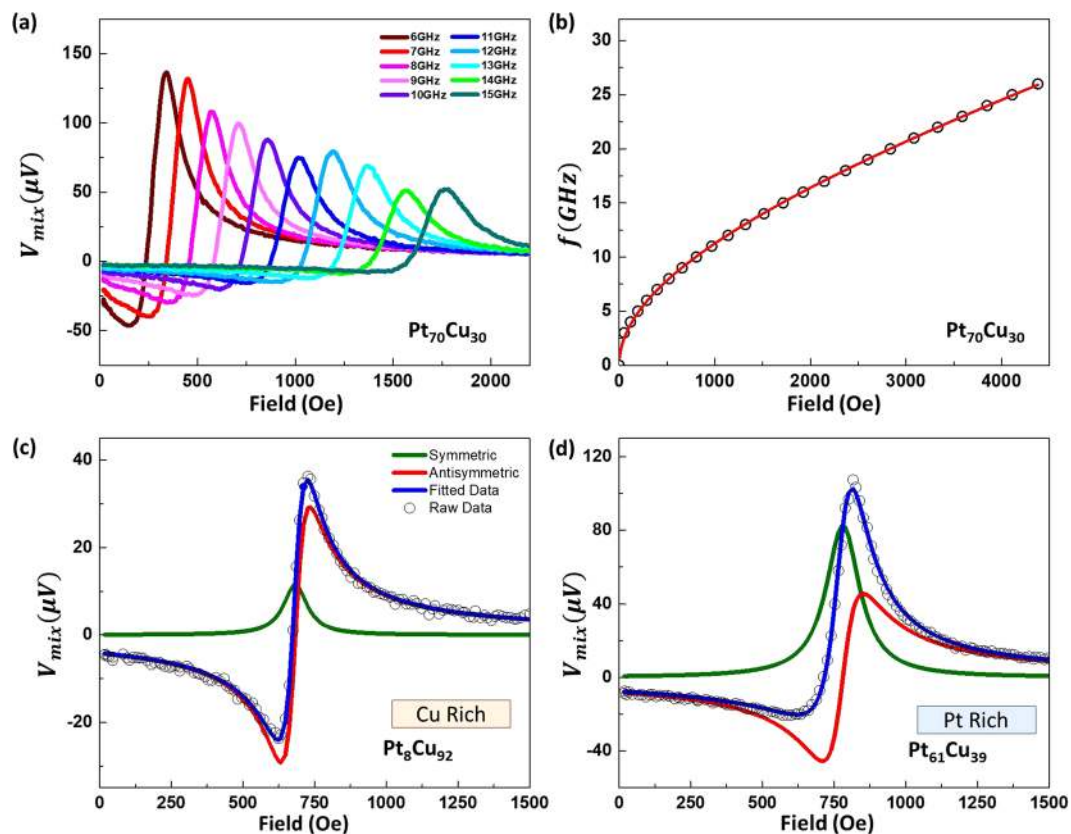 (a)
150
100
50
0
-50
V_mix(μV)
6GHz
7GHz
8GHz
9GHz
10GHz
11GHz
12GHz
13GHz
14GHz
15GHz
Pt₇₀Cu₃₀
0 500 1000 1500 2000
Field (Oe)
(b)
30
25
20
15
10
5
0
f(GHz)
Pt₇₀Cu₃₀
0 1000 2000 3000 4000
Field (Oe)
(c)
40
20
0
-20
V_mix(μV)
Symmetric
Antisymmetric
Fitted Data
Raw Data
Cu Rich
Pt₈Cu₉₂
0 250 500 750 1000 1250 1500
Field (Oe)
(d)
120
80
40
0
-40
V_mix(μV)
Pt Rich
Pt₆₁Cu₃₉
0 250 500 750 1000 1250 1500
Field (Oe)